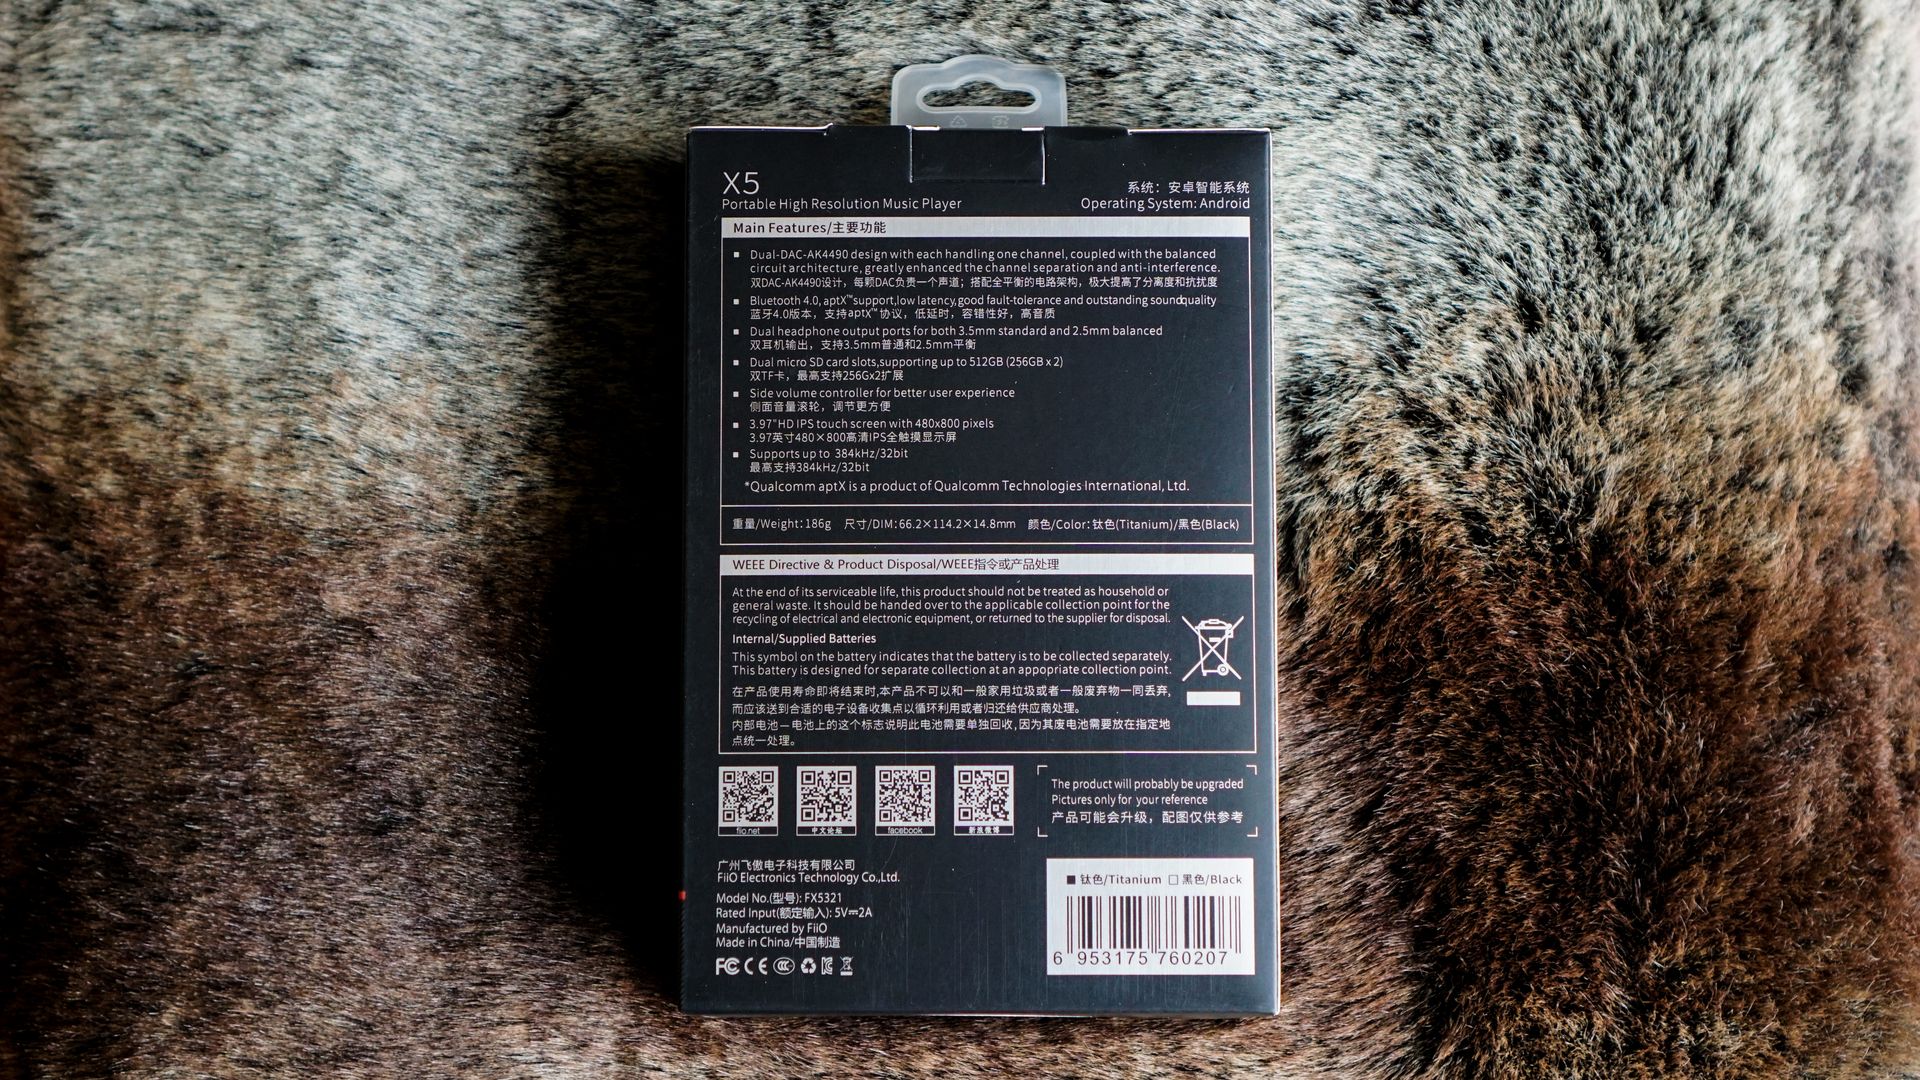 X5
Portable High Resolution Music Player
系统：安卓智能系统
Operating System: Android
Main Features/主要功能
Dual-DAC-AK4490 design with each handling one channel, coupled with the balanced
circuit architecture, greatly enhanced the channel separation and anti-interference.
双DAC-AK4490设计，每颗DAC负责一个声道；搭配全平衡的电路架构，极大提高了分离度和抗扰度
Bluetooth 4.0, aptX™support,low latency,good fault-tolerance and outstanding sound quality
蓝牙4.0版本，支持aptX™协议，低延时，容错性好，高音质
Dual headphone output ports for both 3.5mm standard and 2.5mm balanced
双耳机输出，支持3.5mm普通和2.5mm平衡
Dual micro SD card slots,supporting up to 512GB (256GB x 2)
双TF卡，最高支持256Gx2扩展
Side volume controller for better user experience
侧面音量滚轮，调节更方便
3.97"HD IPS touch screen with 480x800 pixels
3.97英寸480×800高清IPS全触摸显示屏
Supports up to 384kHz/32bit
最高支持384kHz/32bit
*Qualcomm aptX is a product of Qualcomm Technologies International, Ltd.
重量/Weight:186g 尺寸/DIM:66.2×114.2×14.8mm 颜色/Color:钛色(Titanium)/黑色(Black)
WEEE Directive & Product Disposal/WEEE指令或产品处理
At the end of its serviceable life, this product should not be treated as household or
general waste. It should be handed over to the applicable collection point for the
recycling of electrical and electronic equipment, or returned to the supplier for disposal.
Internal/Supplied Batteries
This symbol on the battery indicates that the battery is to be collected separately.
This battery is designed for separate collection at an appopriate collection point.
在产品使用寿命即将结束时,本产品不可以和一般家用垃圾或者一般废弃物一同丢弃,
而应该送到合适的电子设备收集点以循环利用或者归还给供应商处理。
内部电池—电池上的这个标志说明此电池需要单独回收,因为其废电池需要放在指定地
点统一处理。
fiio.net
中文论坛
facebook
新浪微博
The product will probably be upgraded
Pictures only for your reference
产品可能会升级，配图仅供参考
广州飞傲电子科技有限公司
FiiO Electronics Technology Co.,Ltd.
Model No.(型号): FX5321
Rated Input(额定输入): 5V⎓2A
Manufactured by FiiO
Made in China/中国制造
FC CE CCC
■ 钛色/Titanium □ 黑色/Black
6 953175 760207